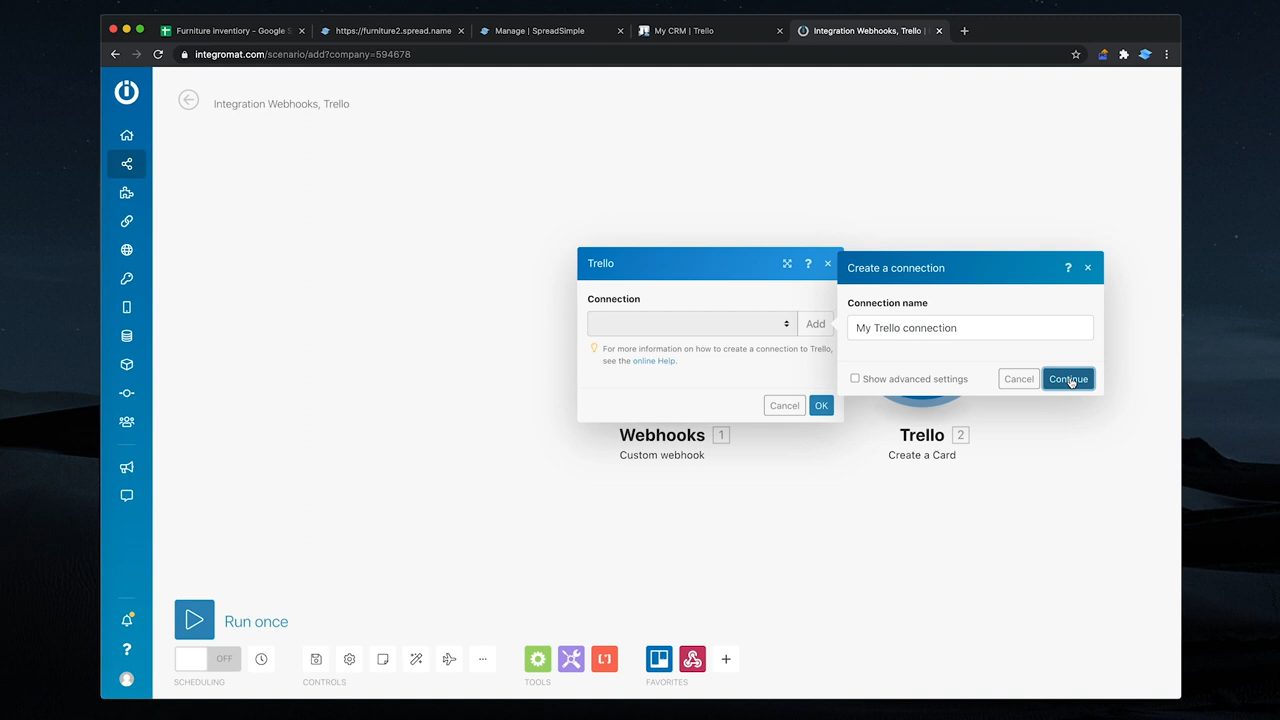 Furniture inventiory - Google S
https://furniture2.spread.name
Manage | SpreadSimple
My CRM | Trello
Integration Webhooks, Trello |
integromat.com/scenario/add?company=594678
Integration Webhooks, Trello
Trello
?
Connection
Add
For more information on how to create a connection to Trello,
see the online Help.
Cancel
OK
Create a connection
?
Connection name
My Trello connection
Show advanced settings
Cancel
Continue
Webhooks 1
Custom webhook
Trello 2
Create a Card
Run once
OFF
SCHEDULING
CONTROLS
TOOLS
FAVORITES